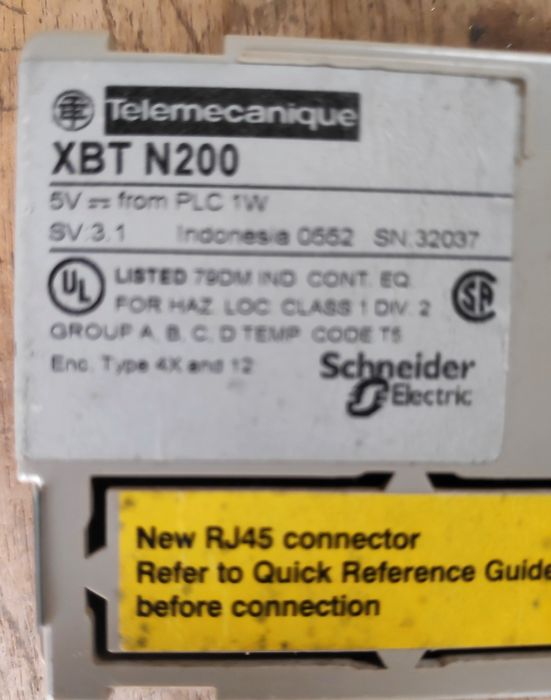 Telemecanique
XBT N200
5V ⎓ from PLC 1W
SV:3.1 Indonesia 0552 SN:32037
UL LISTED 79DM IND. CONT. EQ.
FOR HAZ. LOC. CLASS 1 DIV. 2
SA
GROUP A, B, C, D TEMP. CODE T5
Enc. Type 4X and 12
Schneider
Electric
New RJ45 connector
Refer to Quick Reference Guide
before connection